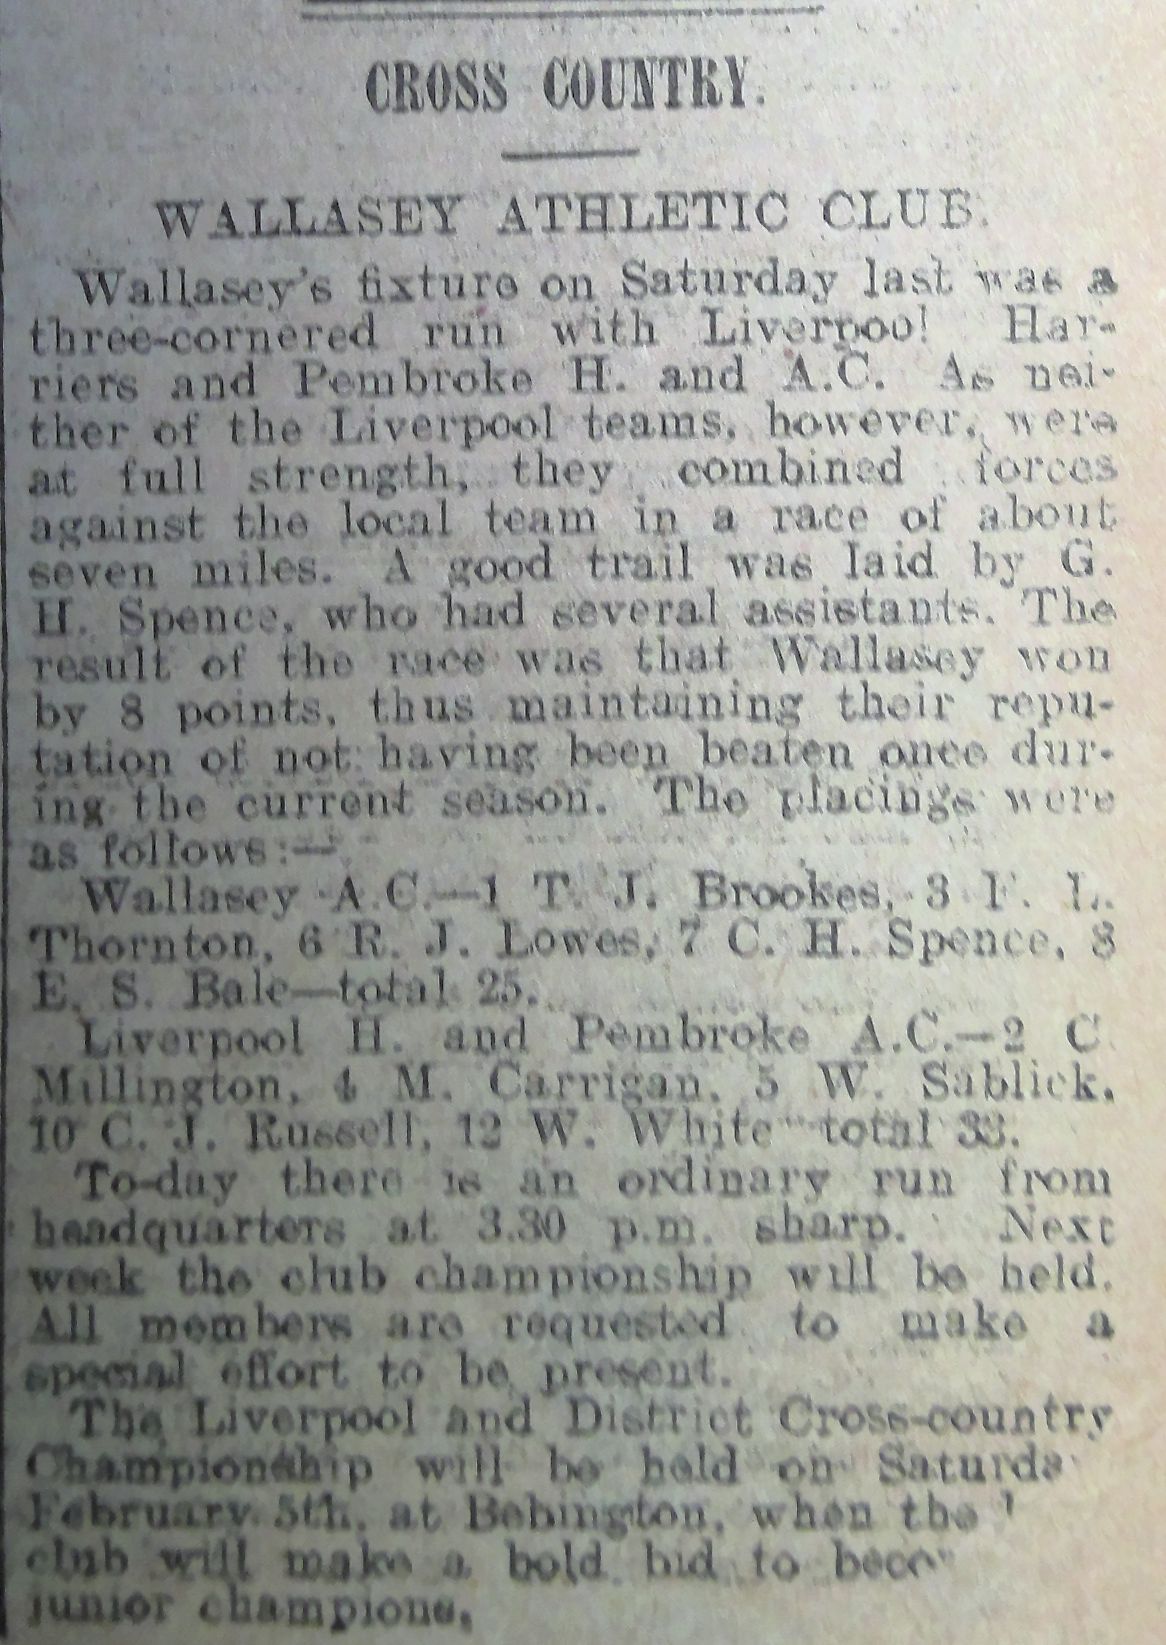 CROSS COUNTRY.
WALLASEY ATHLETIC CLUB.
Wallasey's fixture on Saturday last was a
three-cornered run with Liverpool Har-
riers and Pembroke H. and A.C. As nei-
ther of the Liverpool teams, however, were
at full strength, they combined forces
against the local team in a race of about
seven miles. A good trail was laid by G.
H. Spence, who had several assistants. The
result of the race was that Wallasey won
by 8 points, thus maintaining their repu-
tation of not having been beaten once dur-
ing the current season. The placings were
as follows:—
Wallasey A.C.—1 T. J. Brookes, 3 F. L.
Thornton, 6 R. J. Lowes, 7 C. H. Spence, 8
E. S. Bale—total 25.
Liverpool H. and Pembroke A.C.—2 C.
Millington, 4 M. Carrigan, 5 W. Sablick,
10 C. J. Russell, 12 W. White—total 33.
To-day there is an ordinary run from
headquarters at 3.30 p.m. sharp. Next
week the club championship will be held.
All members are requested to make a
special effort to be present.
The Liverpool and District Cross-country
Championship will be held on Saturda
February 5th, at Bebington, when the
club will make a bold bid to beco
junior champions.